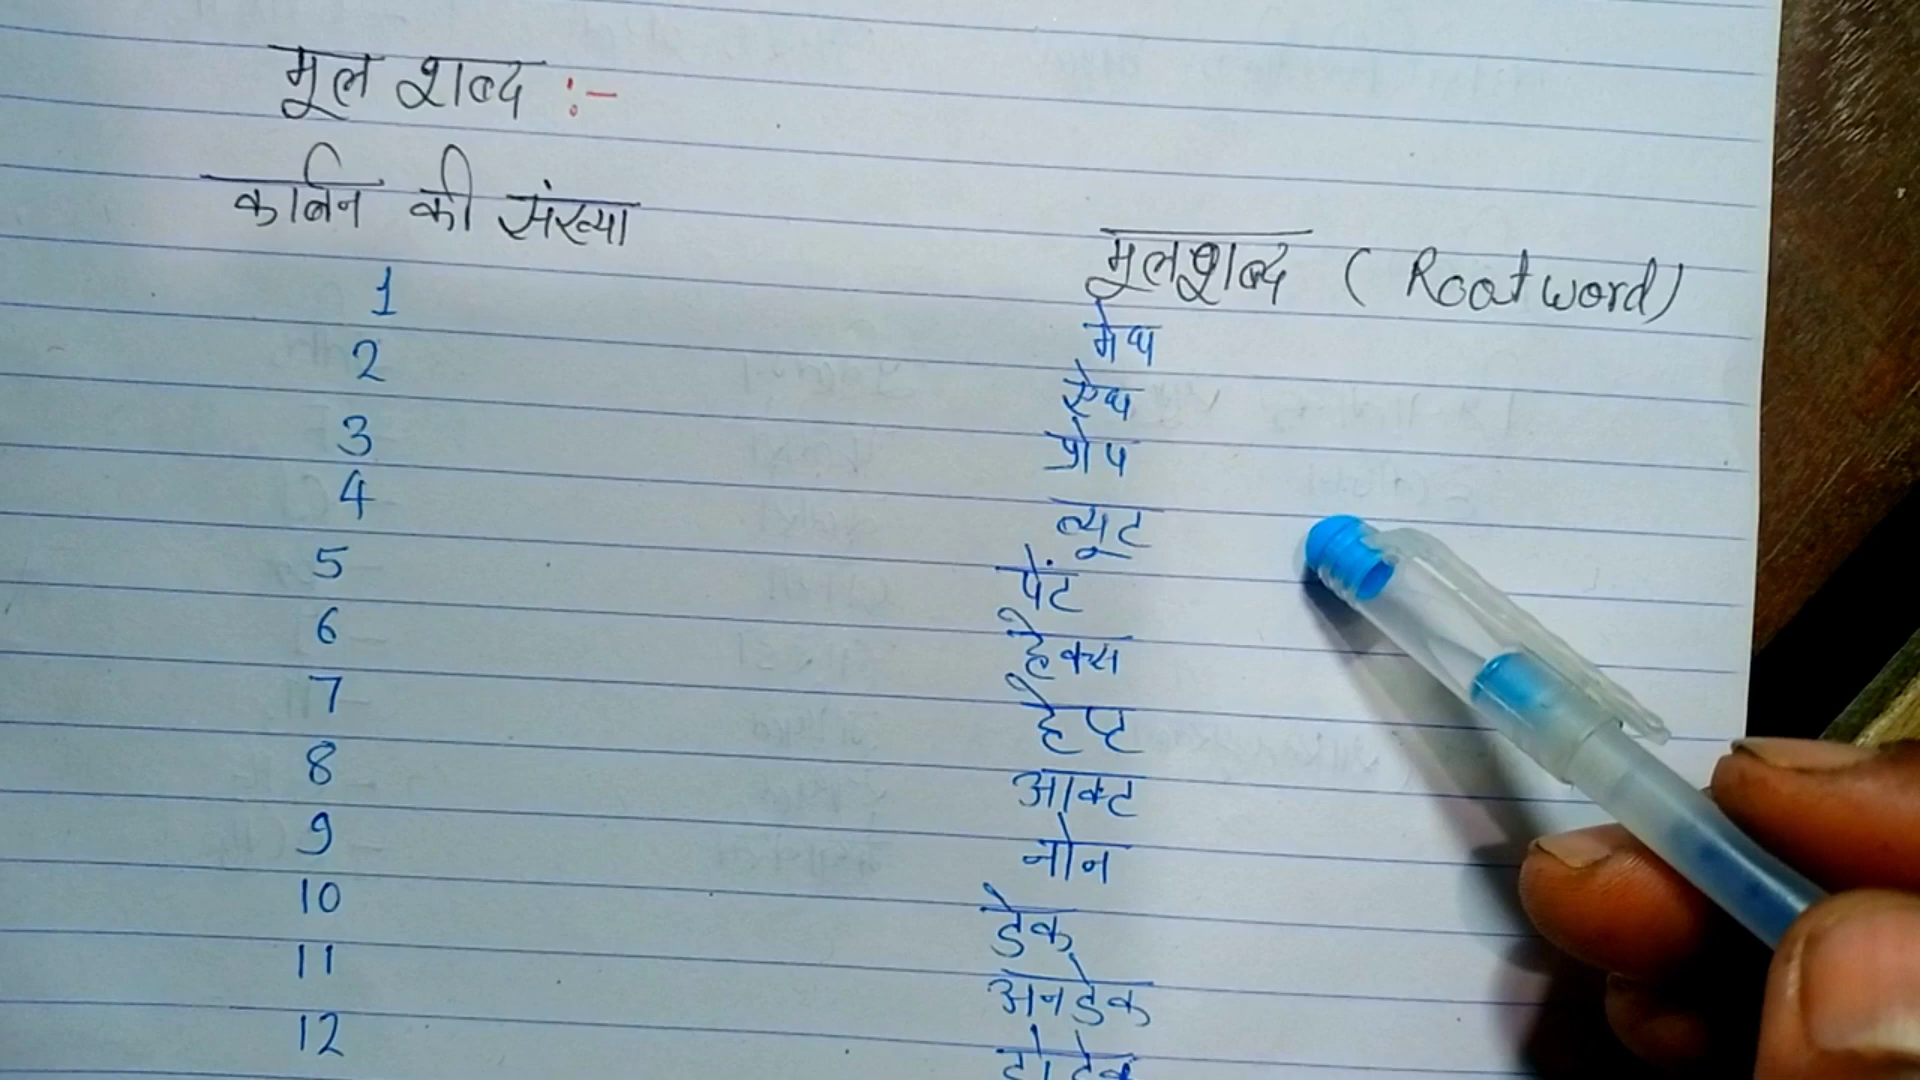 मूल शब्द :-
कार्बन की संख्या
मूलशब्द (Root word)
1 मेथ
2 ऐथ
3 प्रोप
4 ब्यूट
5 पेंट
6 हेक्स
7 हेप्ट
8 आक्ट
9 नोन
10 डेक
11 अनडेक
12